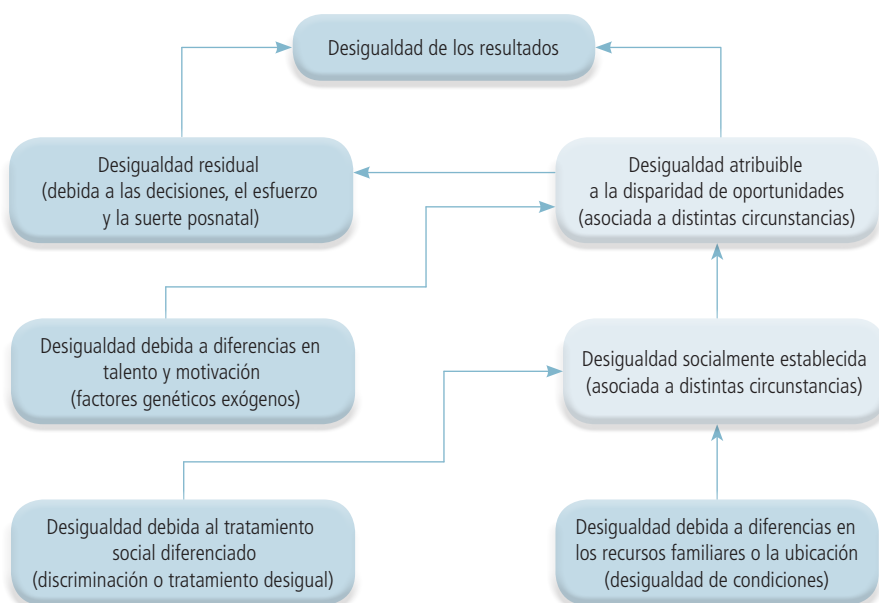 Desigualdad de los resultados
Desigualdad residual
(debida a las decisiones, el esfuerzo
y la suerte posnatal)
Desigualdad atribuible
a la disparidad de oportunidades
(asociada a distintas circunstancias)
Desigualdad debida a diferencias en
talento y motivación
(factores genéticos exógenos)
Desigualdad socialmente establecida
(asociada a distintas circunstancias)
Desigualdad debida al tratamiento
social diferenciado
(discriminación o tratamiento desigual)
Desigualdad debida a diferencias en
los recursos familiares o la ubicación
(desigualdad de condiciones)